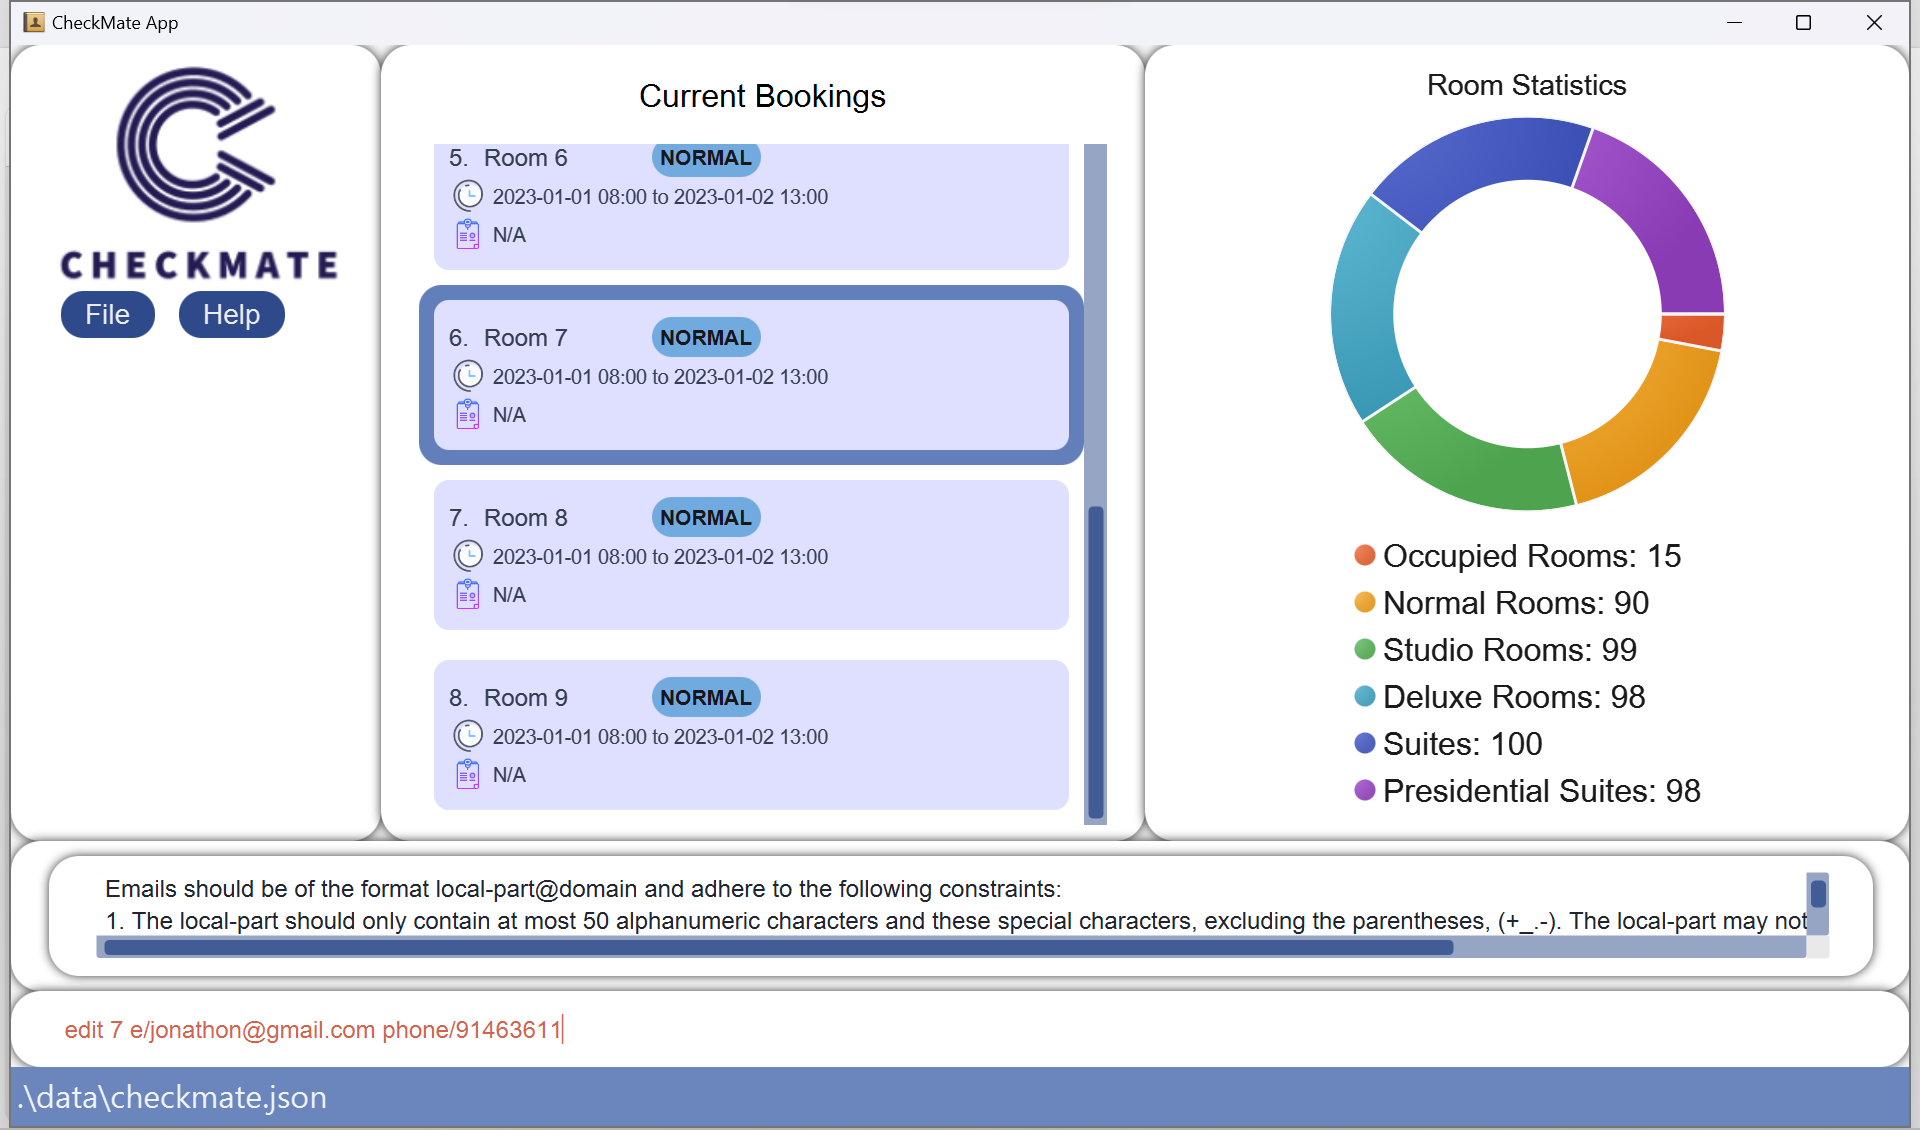 CheckMate App
CHECKMATE
File Help
Current Bookings
5. Room 6 NORMAL
2023-01-01 08:00 to 2023-01-02 13:00
N/A
6. Room 7 NORMAL
2023-01-01 08:00 to 2023-01-02 13:00
N/A
7. Room 8 NORMAL
2023-01-01 08:00 to 2023-01-02 13:00
N/A
8. Room 9 NORMAL
2023-01-01 08:00 to 2023-01-02 13:00
N/A
Room Statistics
Occupied Rooms: 15
Normal Rooms: 90
Studio Rooms: 99
Deluxe Rooms: 98
Suites: 100
Presidential Suites: 98
Emails should be of the format local-part@domain and adhere to the following constraints:
1. The local-part should only contain at most 50 alphanumeric characters and these special characters, excluding the parentheses, (+_.-). The local-part may not
edit 7 e/jonathon@gmail.com phone/91463611
.\data\checkmate.json